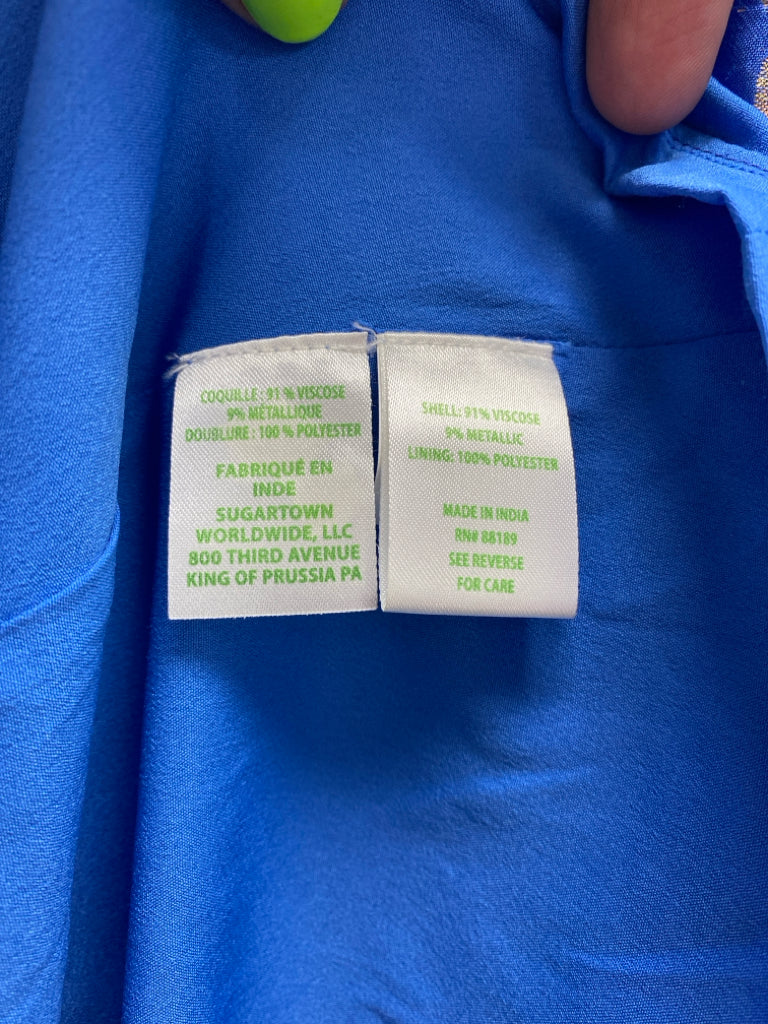 COQUILLE : 91 % VISCOSE
9% MÉTALLIQUE
DOUBLURE : 100 % POLYESTER
FABRIQUÉ EN
INDE
SUGARTOWN
WORLDWIDE, LLC
800 THIRD AVENUE
KING OF PRUSSIA PA
SHELL: 91% VISCOSE
9% METALLIC
LINING: 100% POLYESTER
MADE IN INDIA
RN# 88189
SEE REVERSE
FOR CARE